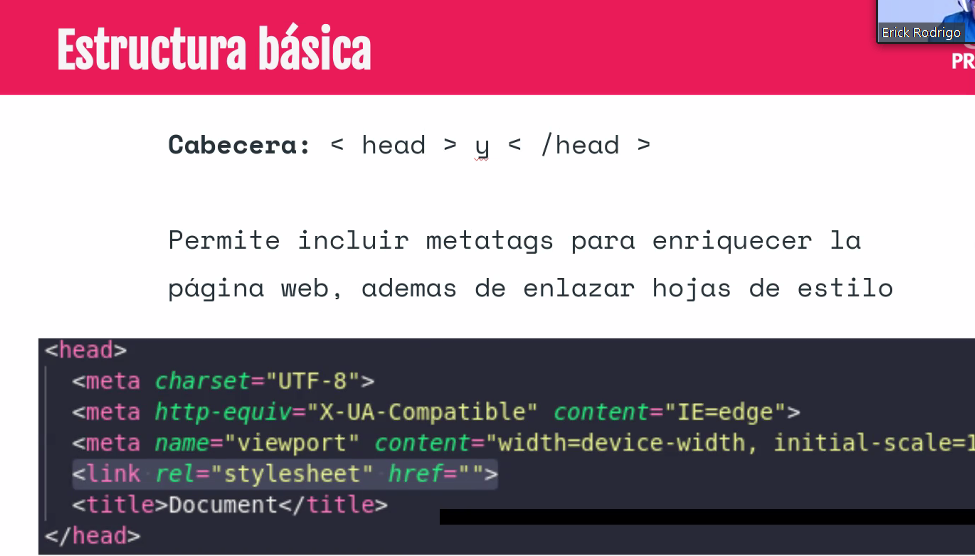 Estructura básica
Erick Rodrigo
PR
Cabecera: < head > y < /head >
Permite incluir metatags para enriquecer la
página web, ademas de enlazar hojas de estilo
<head>
<meta charset="UTF-8">
<meta http-equiv="X-UA-Compatible" content="IE=edge">
<meta name="viewport" content="width=device-width, initial-scale=1
<link rel="stylesheet" href="">
<title>Document</title>
</head>